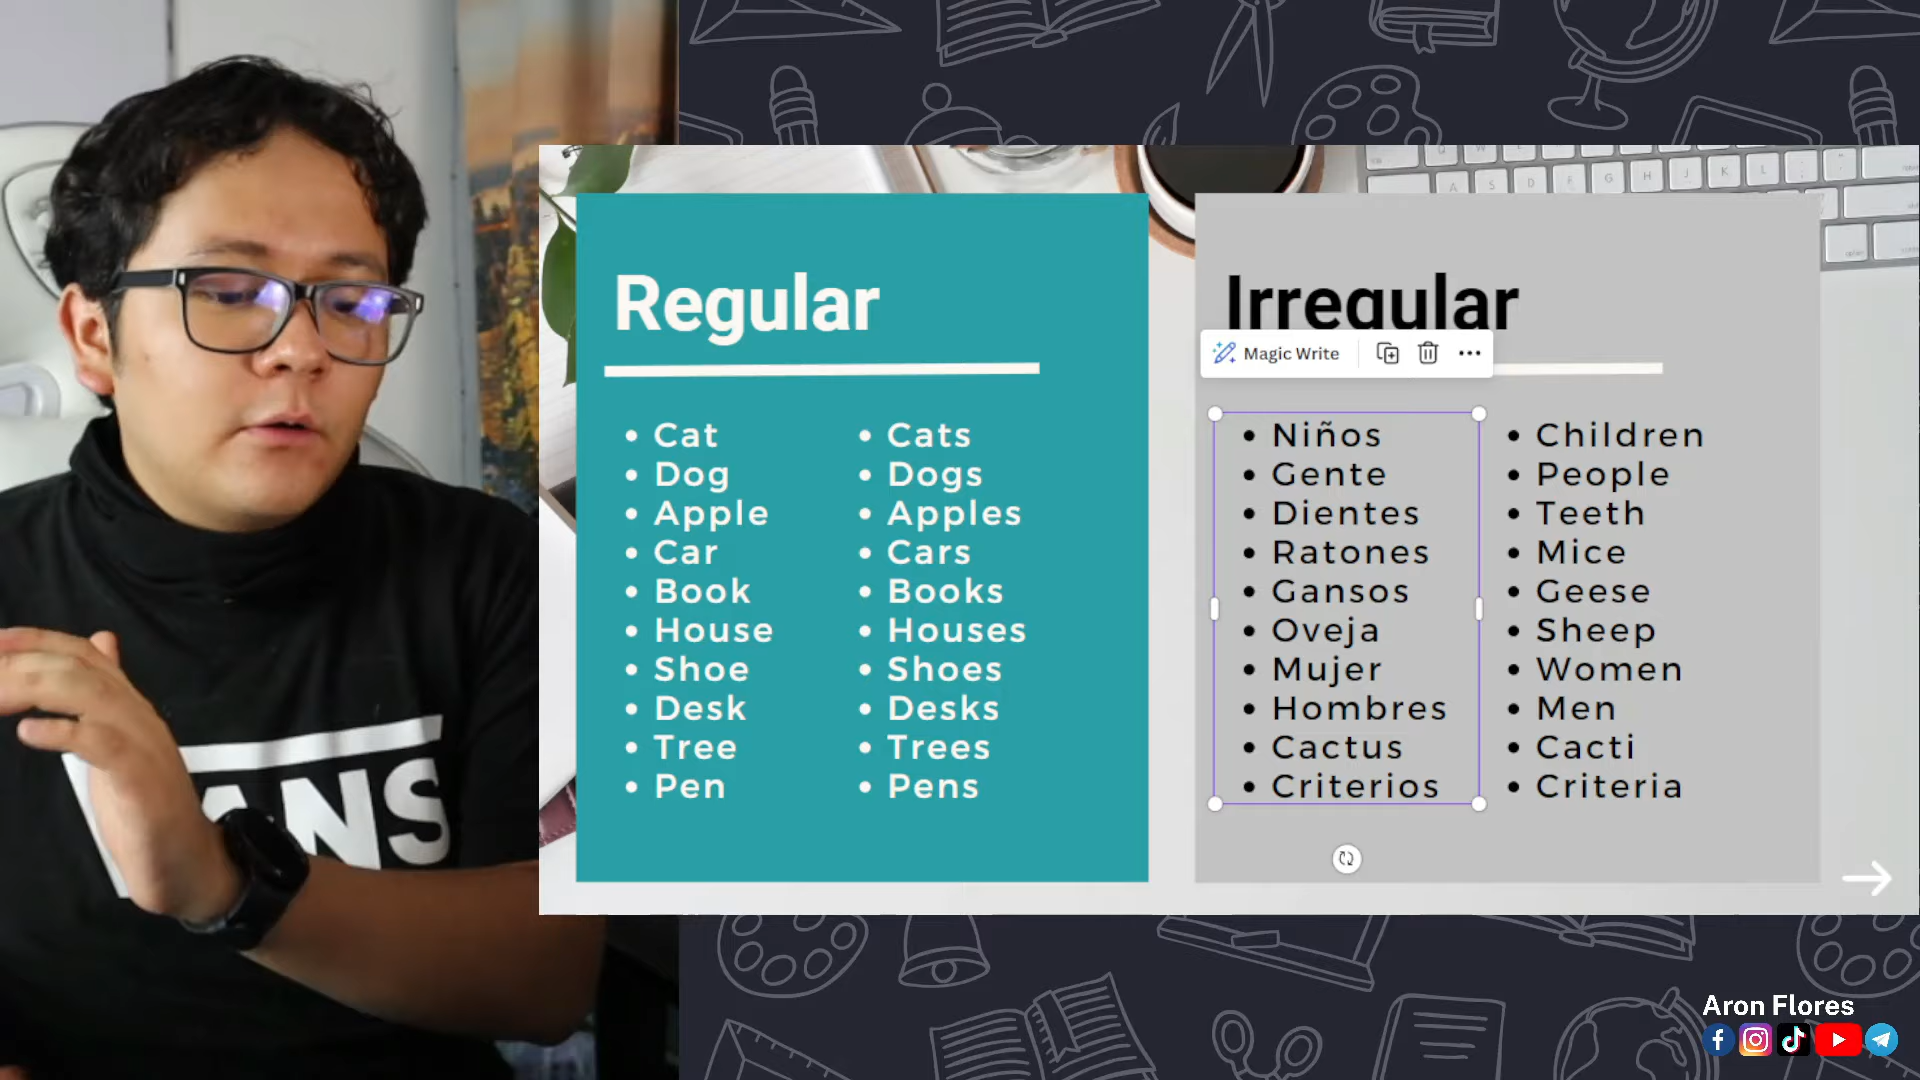 Regular
Cat
Dog
Apple
Car
Book
House
Shoe
Desk
Tree
Pen
Cats
Dogs
Apples
Cars
Books
Houses
Shoes
Desks
Trees
Pens
Irregular
Magic Write
Niños
Gente
Dientes
Ratones
Gansos
Oveja
Mujer
Hombres
Cactus
Criterios
Children
People
Teeth
Mice
Geese
Sheep
Women
Men
Cacti
Criteria
Aron Flores